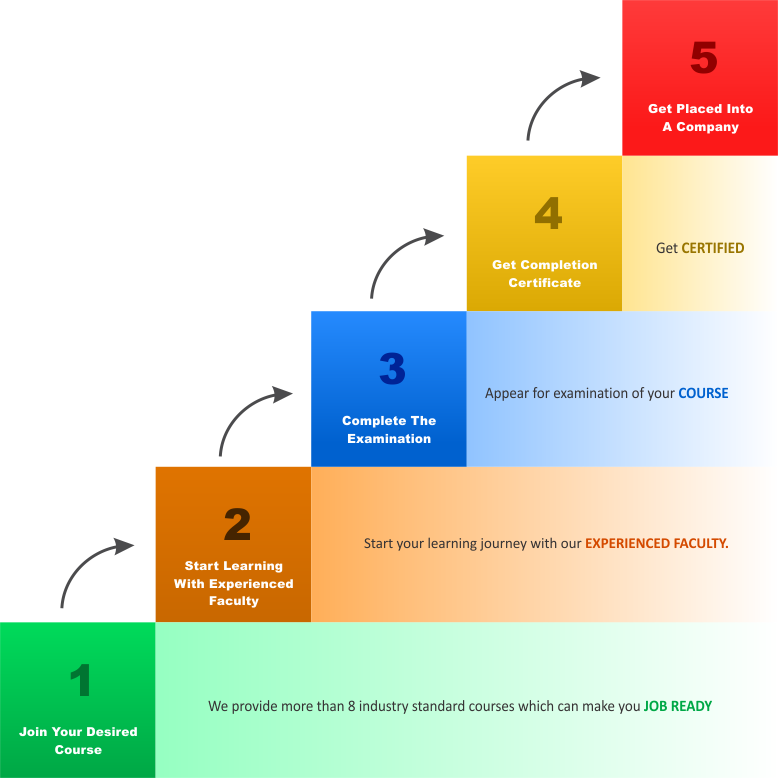 5
Get Placed Into
A Company
4
Get Completion
Certificate
Get CERTIFIED
3
Complete The
Examination
Appear for examination of your COURSE
2
Start Learning
With Experienced
Faculty
Start your learning journey with our EXPERIENCED FACULTY.
1
Join Your Desired
Course
We provide more than 8 industry standard courses which can make you JOB READY